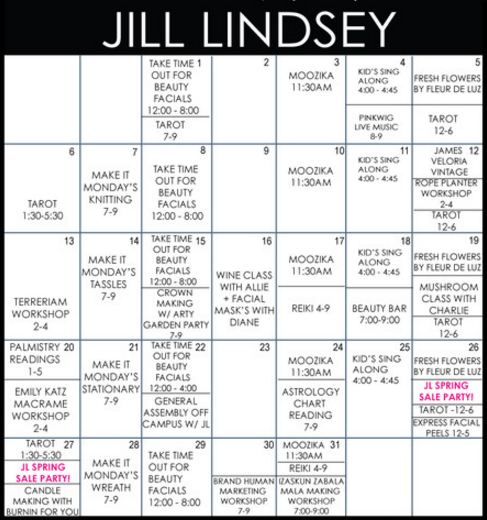 JILL LINDSEY
TAKE TIME 1
OUT FOR
BEAUTY
FACIALS
12:00 - 8:00
TAROT
7-9
2
3
MOOZIKA
11:30AM
4
KID'S SING
ALONG
4:00 - 4:45
PINKWIG
LIVE MUSIC
8-9
5
FRESH FLOWERS
BY FLEUR DE LUZ
TAROT
12-6
6
TAROT
1:30-5:30
7
MAKE IT
MONDAY'S
KNITTING
7-9
8
TAKE TIME
OUT FOR
BEAUTY
FACIALS
12:00 - 8:00
9
10
MOOZIKA
11:30AM
11
KID'S SING
ALONG
4:00 - 4:45
JAMES 12
VELORIA
VINTAGE
ROPE PLANTER
WORKSHOP
2-4
TAROT
12-6
13
TERRERIAM
WORKSHOP
2-4
14
MAKE IT
MONDAY'S
TASSLES
7-9
TAKE TIME 15
OUT FOR
BEAUTY
FACIALS
12:00 - 8:00
CROWN
MAKING
W/ ARTY
GARDEN PARTY
7-9
16
WINE CLASS
WITH ALLIE
+ FACIAL
MASK'S WITH
DIANE
17
MOOZIKA
11:30AM
REIKI 4-9
18
KID'S SING
ALONG
4:00 - 4:45
BEAUTY BAR
7:00-9:00
19
FRESH FLOWERS
BY FLEUR DE LUZ
MUSHROOM
CLASS WITH
CHARLIE
TAROT
12-6
PALMISTRY 20
READINGS
1-5
EMILY KATZ
MACRAME
WORKSHOP
2-4
21
MAKE IT
MONDAY'S
STATIONARY
7-9
TAKE TIME 22
OUT FOR
BEAUTY
FACIALS
12:00 - 4:00
GENERAL
ASSEMBLY OFF
CAMPUS W/ JL
23
24
MOOZIKA
11:30AM
ASTROLOGY
CHART
READING
7-9
25
KID'S SING
ALONG
4:00 - 4:45
26
FRESH FLOWERS
BY FLEUR DE LUZ
JL SPRING
SALE PARTY!
TAROT -12-6
EXPRESS FACIAL
PEELS 12-5
TAROT 27
1:30-5:30
JL SPRING
SALE PARTY!
CANDLE
MAKING WITH
BURNIN FOR YOU
28
MAKE IT
MONDAY'S
WREATH
7-9
29
TAKE TIME
OUT FOR
BEAUTY
FACIALS
12:00 - 8:00
30
BRAND HUMAN
MARKETING
WORKSHOP
7-9
MOOZIKA 31
11:30AM
REIKI 4-9
IZASKUN ZABALA
MALA MAKING
WORKSHOP
7:00-9:00